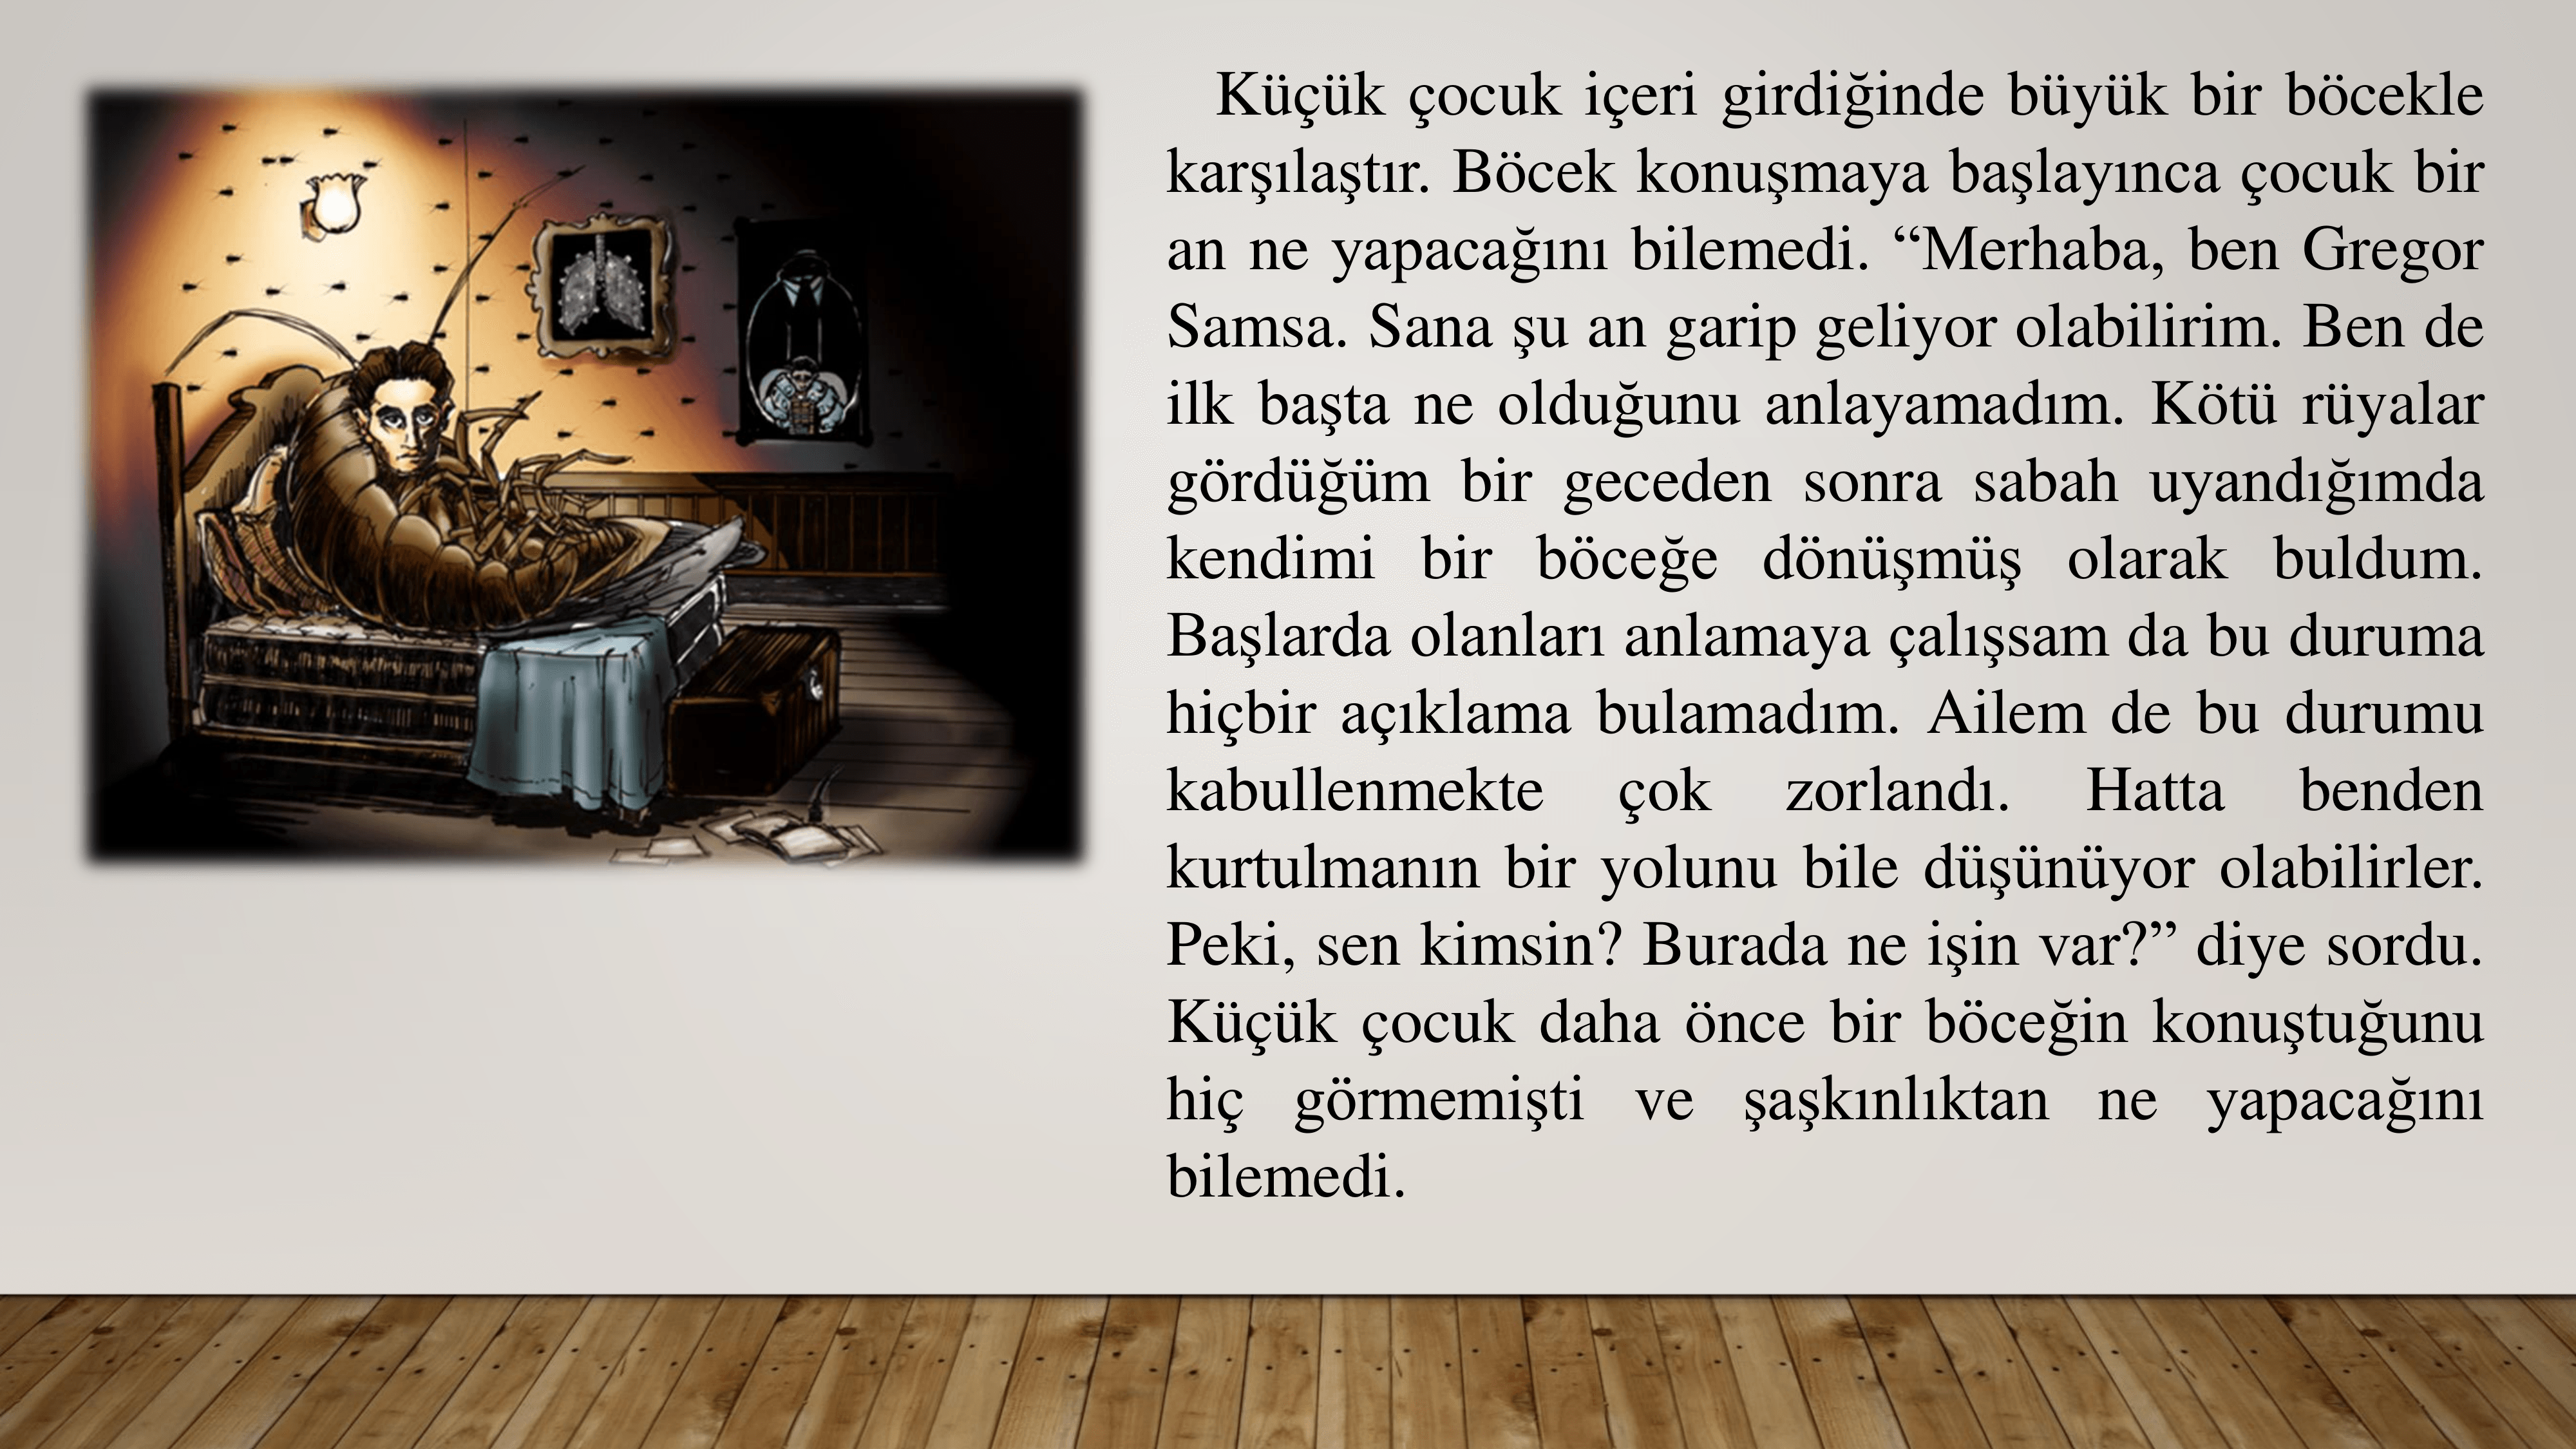 Küçük çocuk içeri girdiğinde büyük bir böcekle
karşılaştır. Böcek konuşmaya başlayınca çocuk bir
an ne yapacağını bilemedi. “Merhaba, ben Gregor
Samsa. Sana şu an garip geliyor olabilirim. Ben de
ilk başta ne olduğunu anlayamadım. Kötü rüyalar
gördüğüm bir geceden sonra sabah uyandığımda
kendimi bir böceğe dönüşmüş olarak buldum.
Başlarda olanları anlamaya çalışsam da bu duruma
hiçbir açıklama bulamadım. Ailem de bu durumu
kabullenmekte çok zorlandı. Hatta benden
kurtulmanın bir yolunu bile düşünüyor olabilirler.
Peki, sen kimsin? Burada ne işin var?” diye sordu.
Küçük çocuk daha önce bir böceğin konuştuğunu
hiç görmemişti ve şaşkınlıktan ne yapacağını
bilemedi.